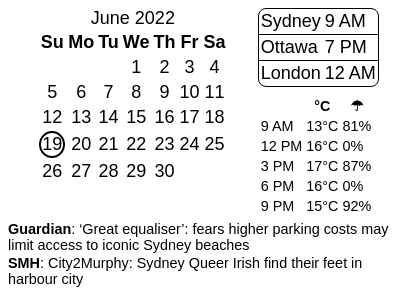 June 2022
Su Mo Tu We Th Fr Sa
1 2 3 4
5 6 7 8 9 10 11
12 13 14 15 16 17 18
19 20 21 22 23 24 25
26 27 28 29 30
Sydney 9 AM
Ottawa 7 PM
London 12 AM
°C ☂
9 AM 13°C 81%
12 PM 16°C 0%
3 PM 17°C 87%
6 PM 16°C 0%
9 PM 15°C 92%
Guardian: ‘Great equaliser’: fears higher parking costs may
limit access to iconic Sydney beaches
SMH: City2Murphy: Sydney Queer Irish find their feet in
harbour city